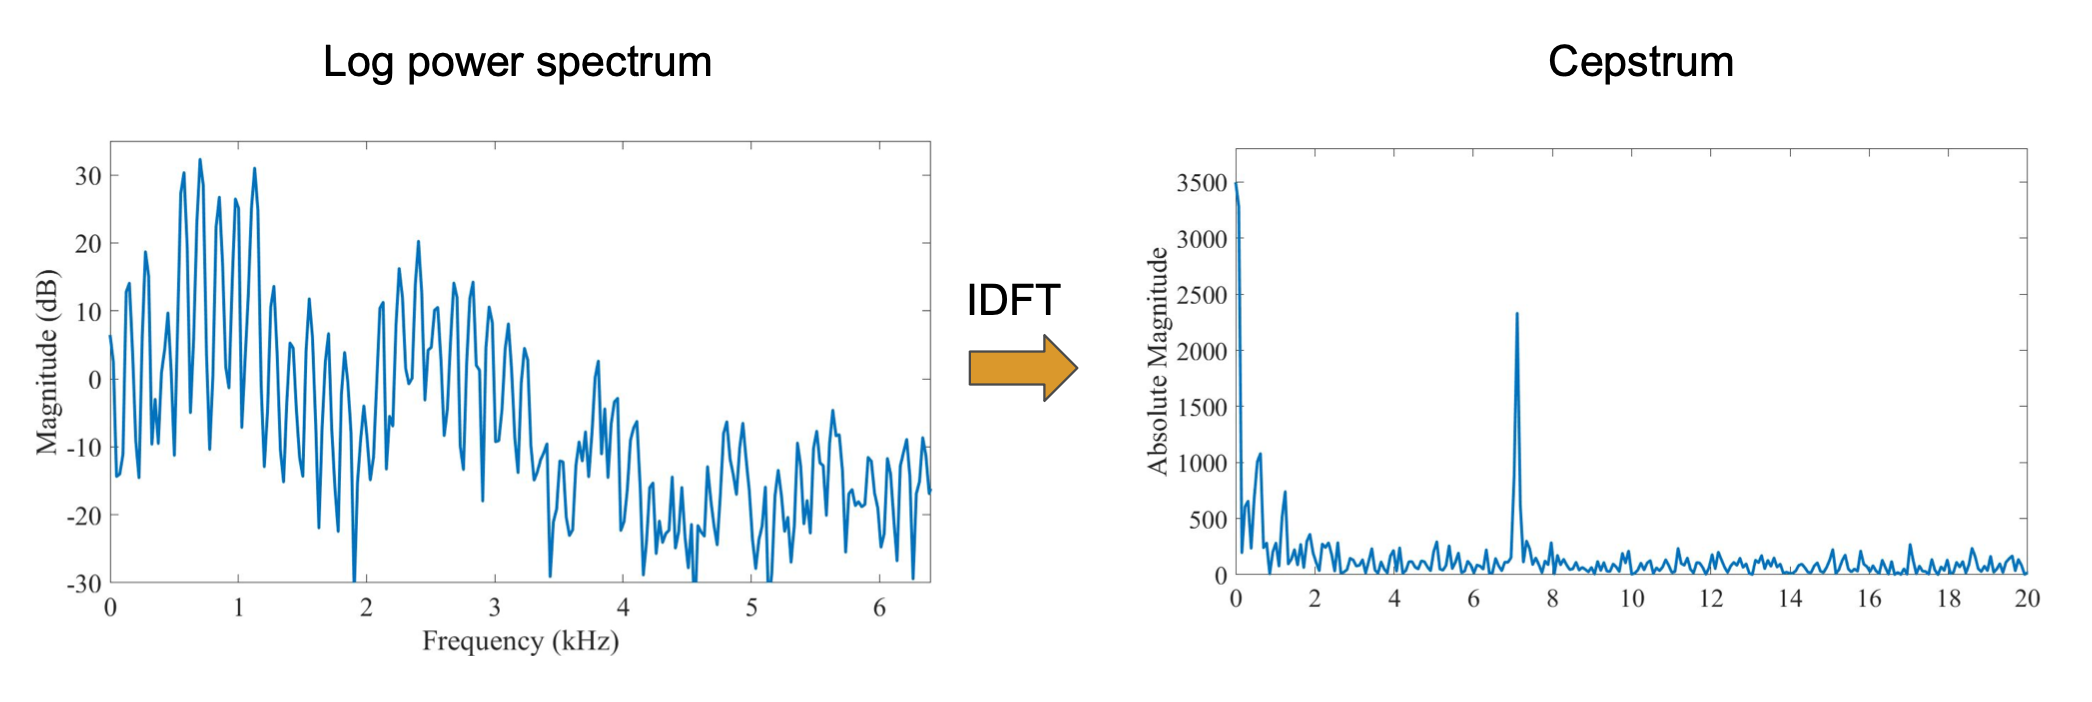 Log power spectrum
Cepstrum
30
20
10
0
-10
-20
-30
Magnitude (dB)
0 1 2 3 4 5 6
Frequency (kHz)
IDFT
3500
3000
2500
2000
1500
1000
500
0
Absolute Magnitude
0 2 4 6 8 10 12 14 16 18 20